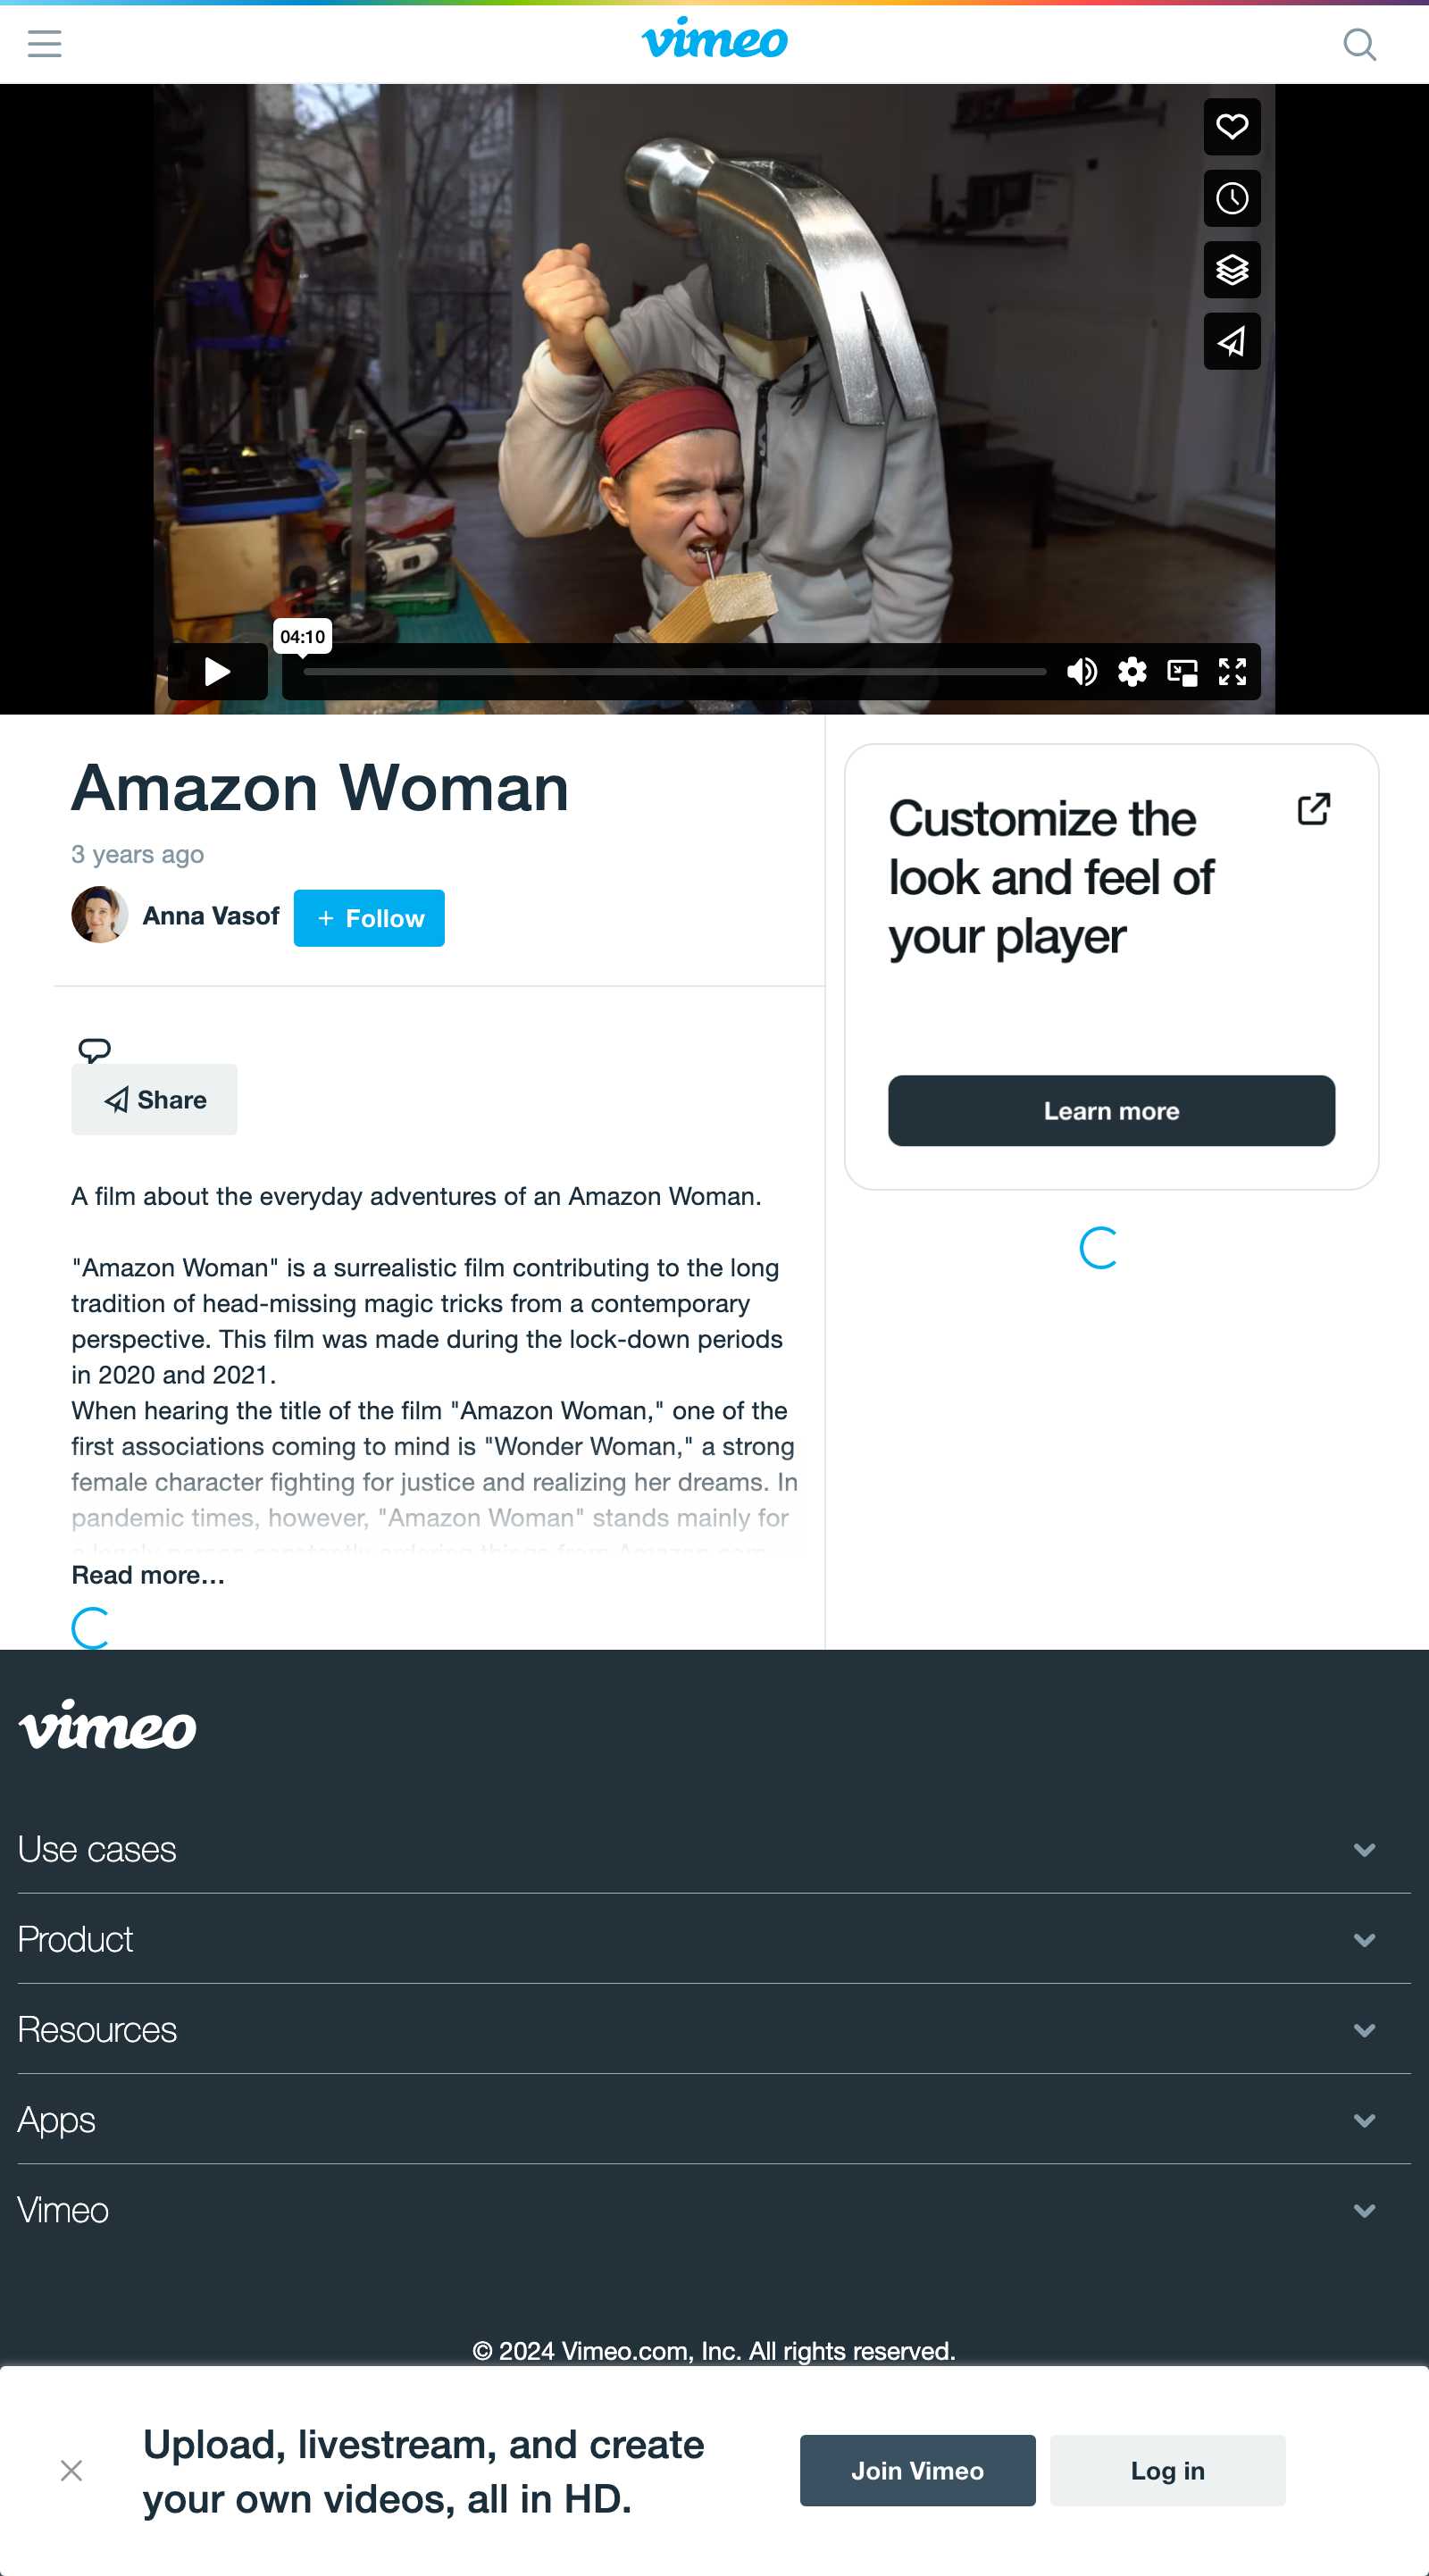 vimeo
04:10
Amazon Woman
3 years ago
Anna Vasof
+ Follow
Share
A film about the everyday adventures of an Amazon Woman.
"Amazon Woman" is a surrealistic film contributing to the long
tradition of head-missing magic tricks from a contemporary
perspective. This film was made during the lock-down periods
in 2020 and 2021.
When hearing the title of the film "Amazon Woman," one of the
first associations coming to mind is "Wonder Woman," a strong
female character fighting for justice and realizing her dreams. In
pandemic times, however, "Amazon Woman" stands mainly for
Read more…
Customize the
look and feel of
your player
Learn more
vimeo
Use cases
Product
Resources
Apps
Vimeo
© 2024 Vimeo.com, Inc. All rights reserved.
Upload, livestream, and create
your own videos, all in HD.
Join Vimeo
Log in